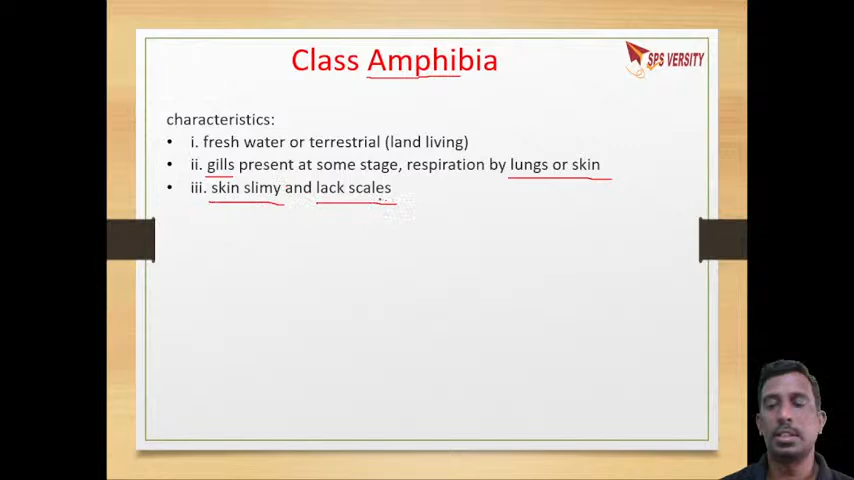 Class Amphibia
SPS VERSITY
characteristics:
• i. fresh water or terrestrial (land living)
• ii. gills present at some stage, respiration by lungs or skin
• iii. skin slimy and lack scales